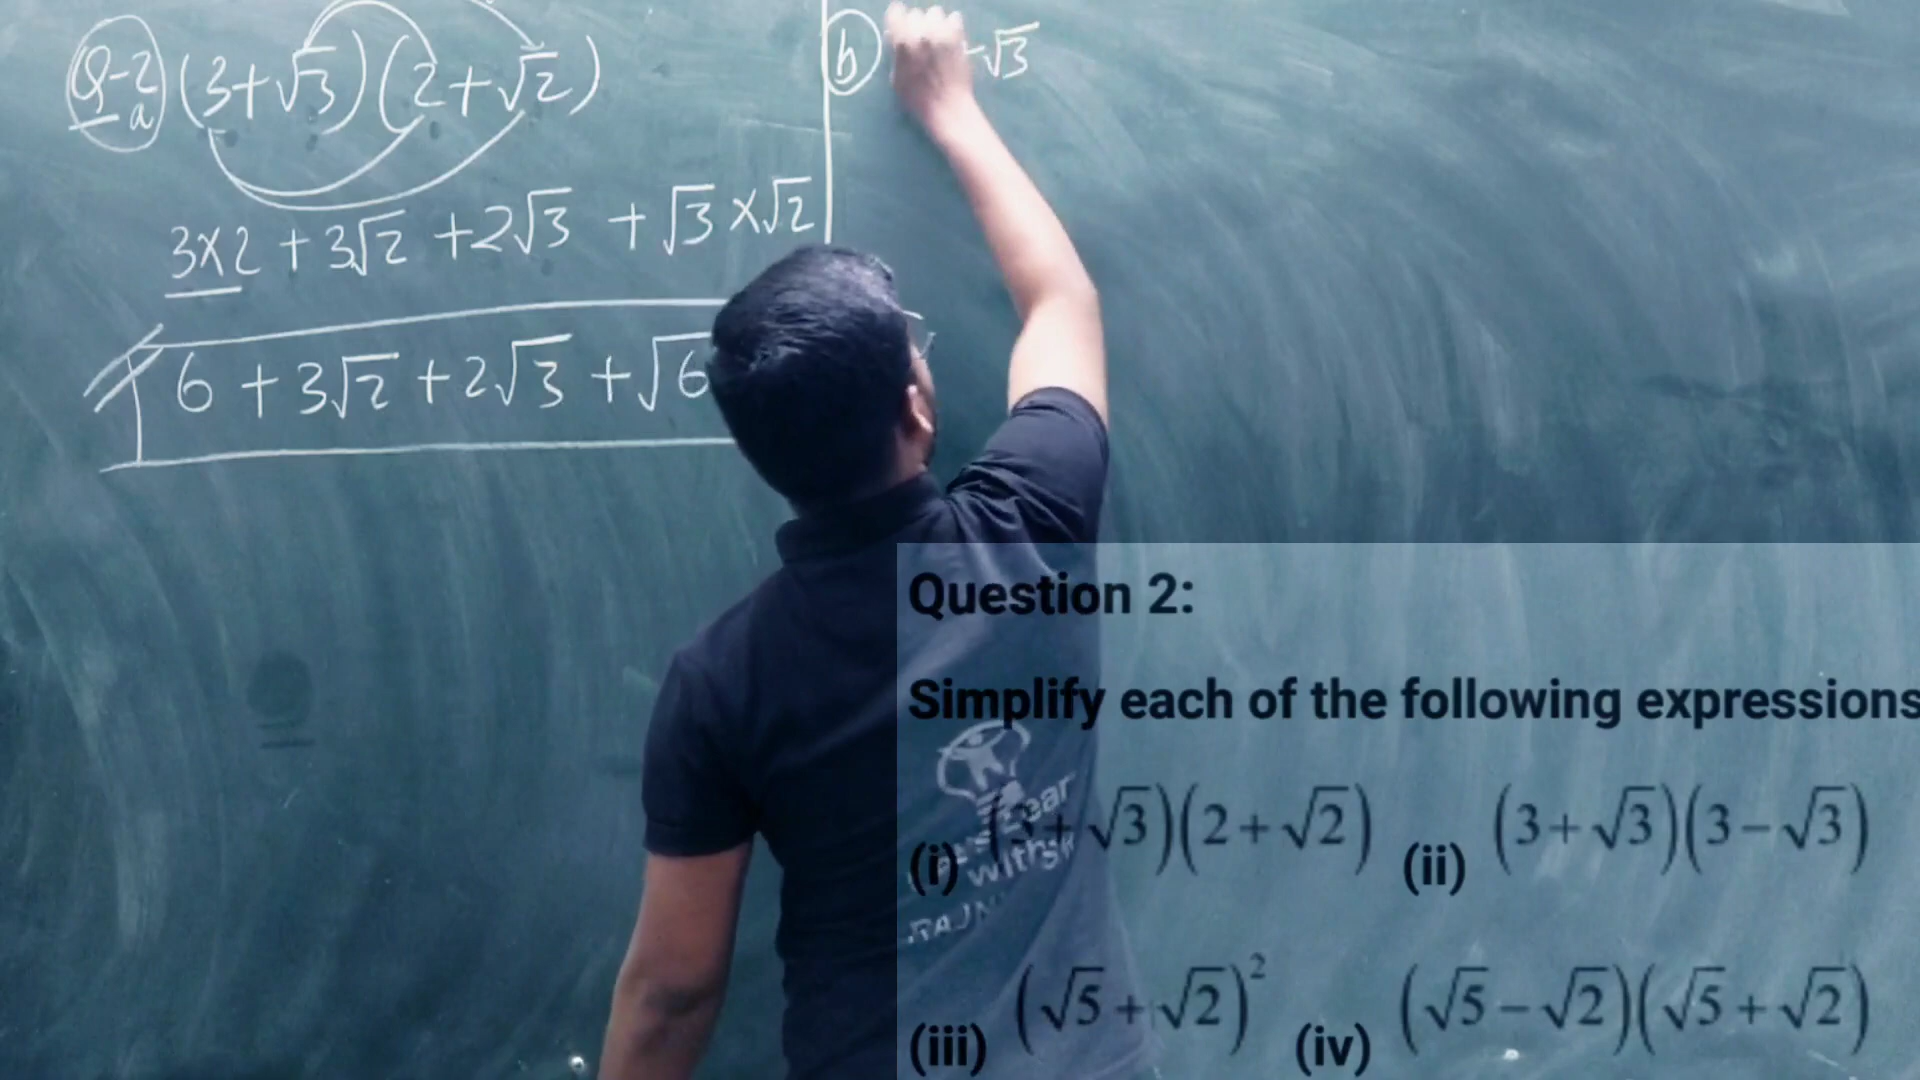 Q-2 a (3+√3)(2+√2)
3×2 + 3√2 + 2√3 + √3 × √2
6 + 3√2 + 2√3 + √6
b +√3
Question 2:
Simplify each of the following expressions
(i) (3+√3)(2+√2) (ii) (3+√3)(3−√3)
(iii) (√5+√2)² (iv) (√5−√2)(√5+√2)